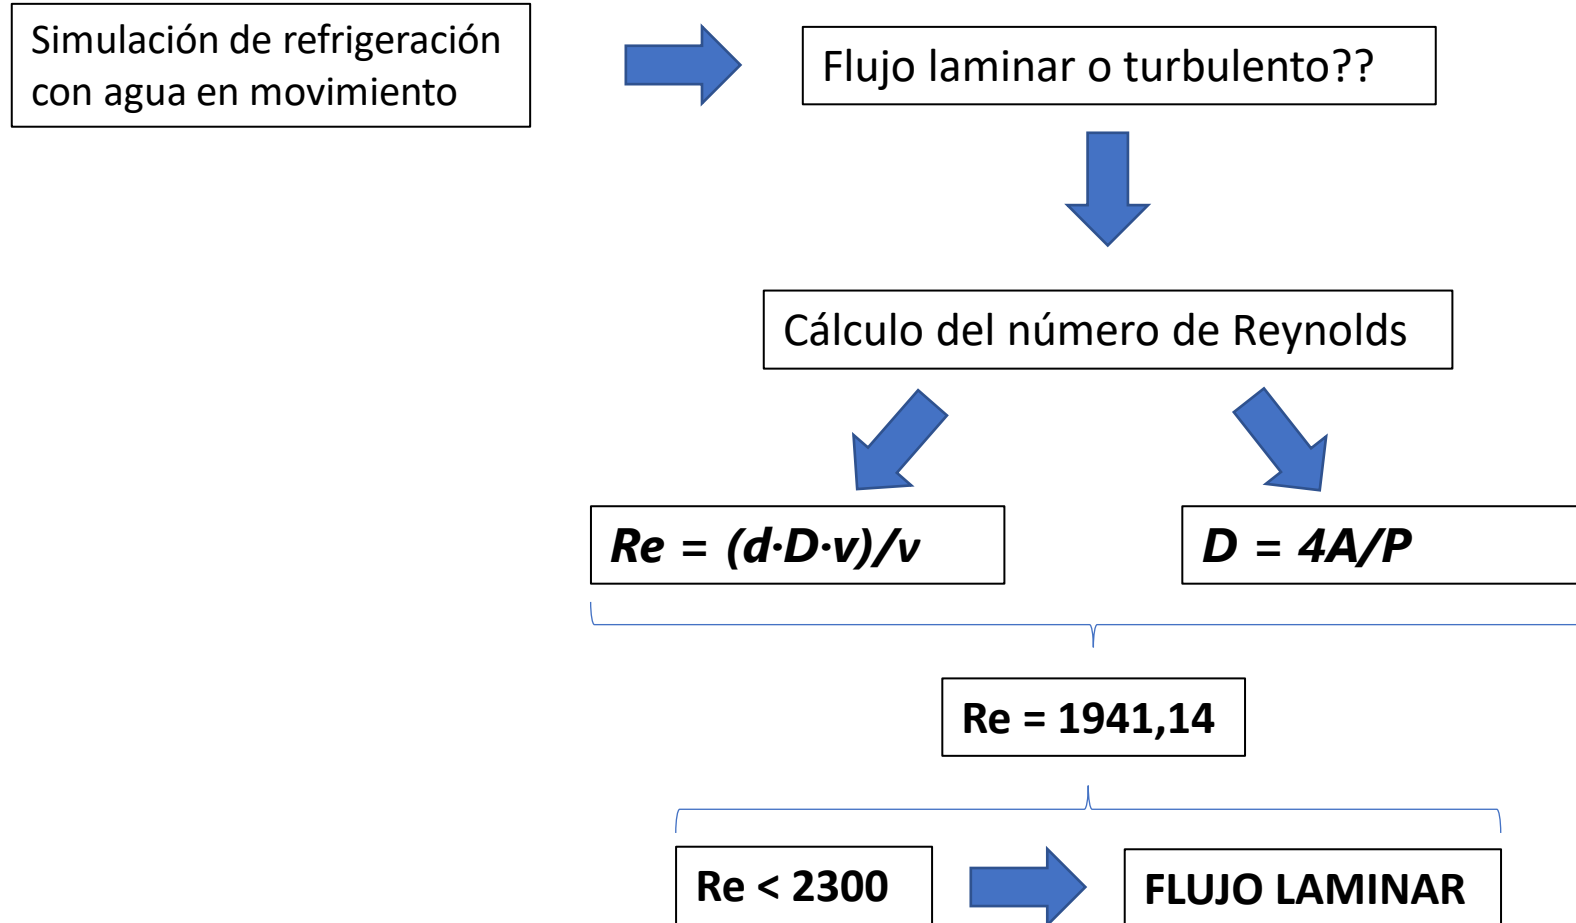 Simulación de refrigeración
con agua en movimiento
Flujo laminar o turbulento??
Cálculo del número de Reynolds
Re = (d·D·v)/ν
D = 4A/P
Re = 1941,14
Re < 2300
FLUJO LAMINAR